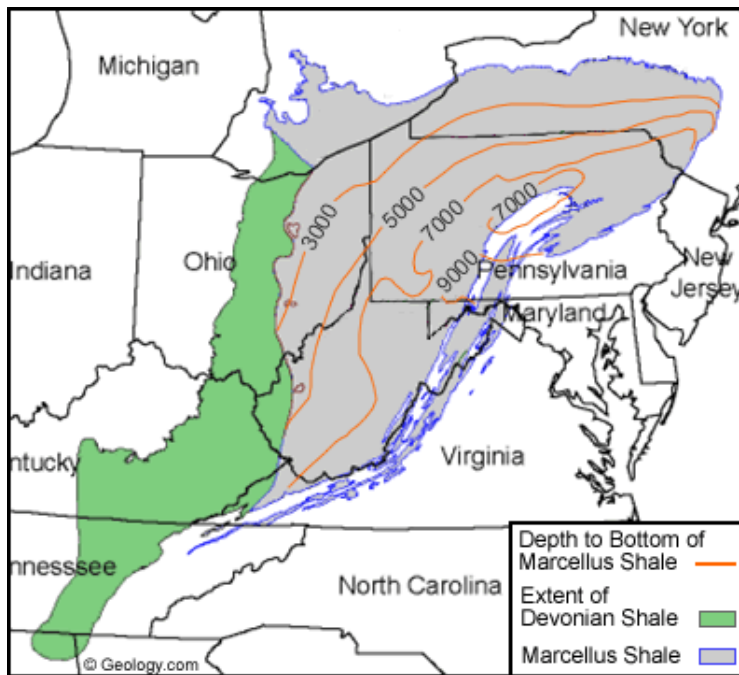 New York
Michigan
3000
5000
7000
7000
9000
Ohio
Indiana
Pennsylvania
New
Jersey
Maryland
ntucky
Virginia
nnesssee
North Carolina
Depth to Bottom of
Marcellus Shale
Extent of
Devonian Shale
Marcellus Shale
© Geology.com